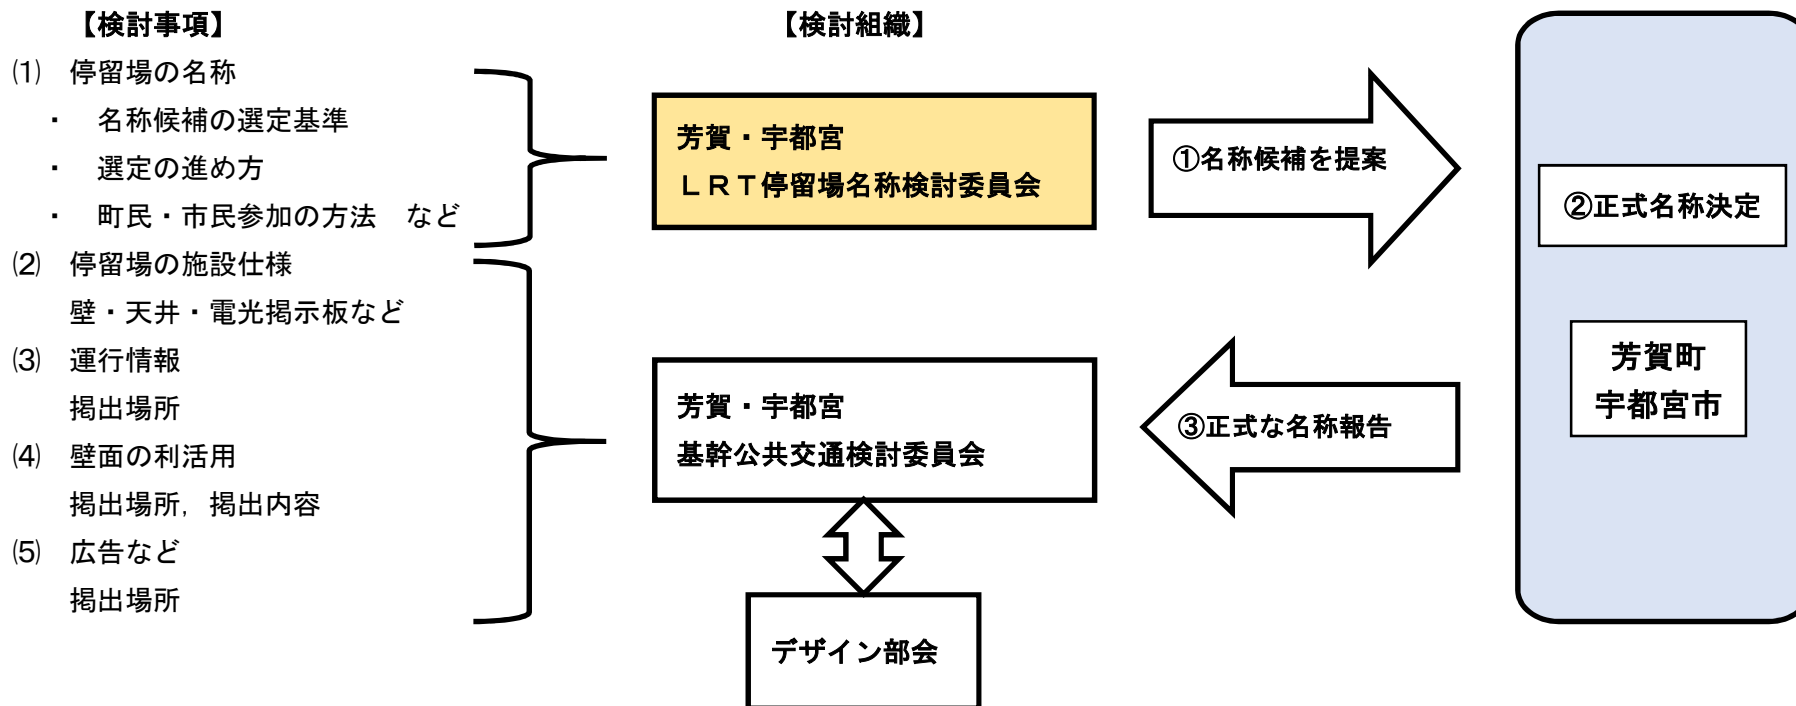 【検討事項】
⑴　停留場の名称
・　名称候補の選定基準
・　選定の進め方
・　町民・市民参加の方法　など
⑵　停留場の施設仕様
壁・天井・電光掲示板など
⑶　運行情報
掲出場所
⑷　壁面の利活用
掲出場所，掲出内容
⑸　広告など
掲出場所
【検討組織】
芳賀・宇都宮
ＬＲＴ停留場名称検討委員会
芳賀・宇都宮
基幹公共交通検討委員会
デザイン部会
①名称候補を提案
②正式名称決定
芳賀町
宇都宮市
③正式な名称報告